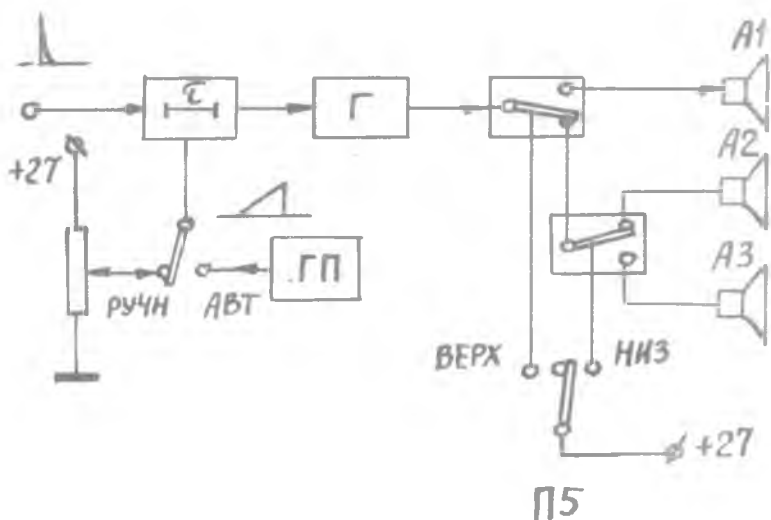 A1
τ
Г
+27
A2
ГП
A3
РУЧН
АВТ
ВЕРХ
НИЗ
+27
П5